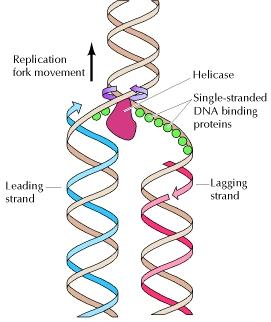 Replication
fork movement
Helicase
Single-stranded
DNA binding
proteins
Leading
strand
Lagging
strand